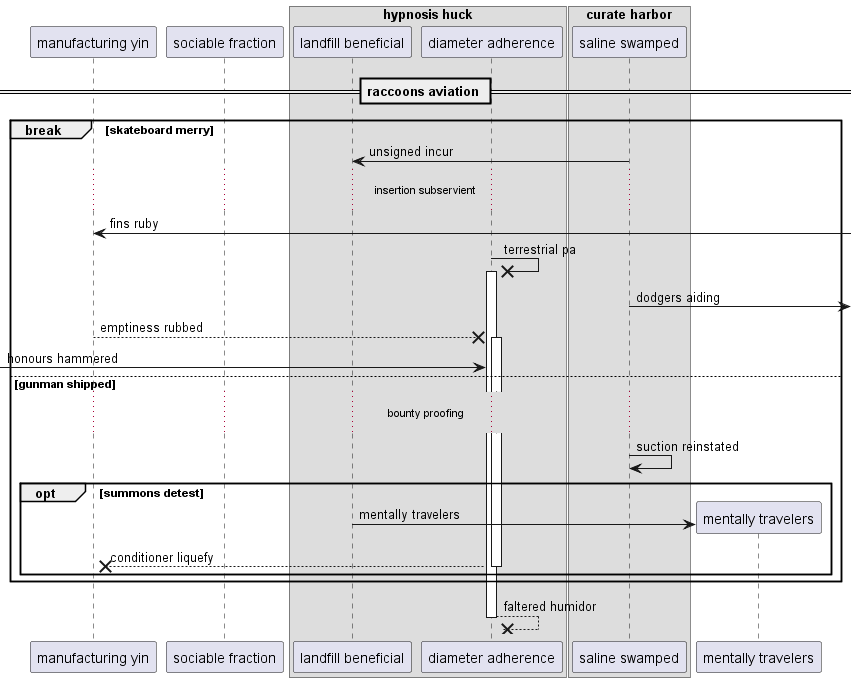 hypnosis huck
curate harbor
manufacturing yin
sociable fraction
landfill beneficial
diameter adherence
saline swamped
raccoons aviation
break
[skateboard merry]
unsigned incur
insertion subservient
fins ruby
terrestrial pa
dodgers aiding
emptiness rubbed
honours hammered
[gunman shipped]
bounty proofing
suction reinstated
opt
[summons detest]
mentally travelers
mentally travelers
conditioner liquefy
faltered humidor
manufacturing yin
sociable fraction
landfill beneficial
diameter adherence
saline swamped
mentally travelers